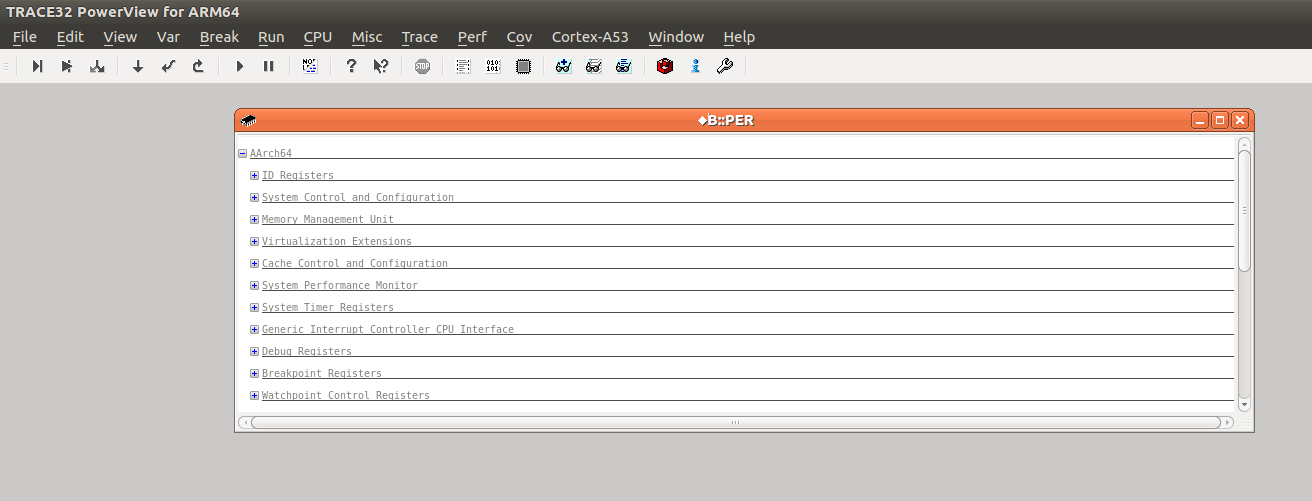 TRACE32 PowerView for ARM64
File Edit View Var Break Run CPU Misc Trace Perf Cov Cortex-A53 Window Help
STOP
B::PER
AArch64
ID Registers
System Control and Configuration
Memory Management Unit
Virtualization Extensions
Cache Control and Configuration
System Performance Monitor
System Timer Registers
Generic Interrupt Controller CPU Interface
Debug Registers
Breakpoint Registers
Watchpoint Control Registers